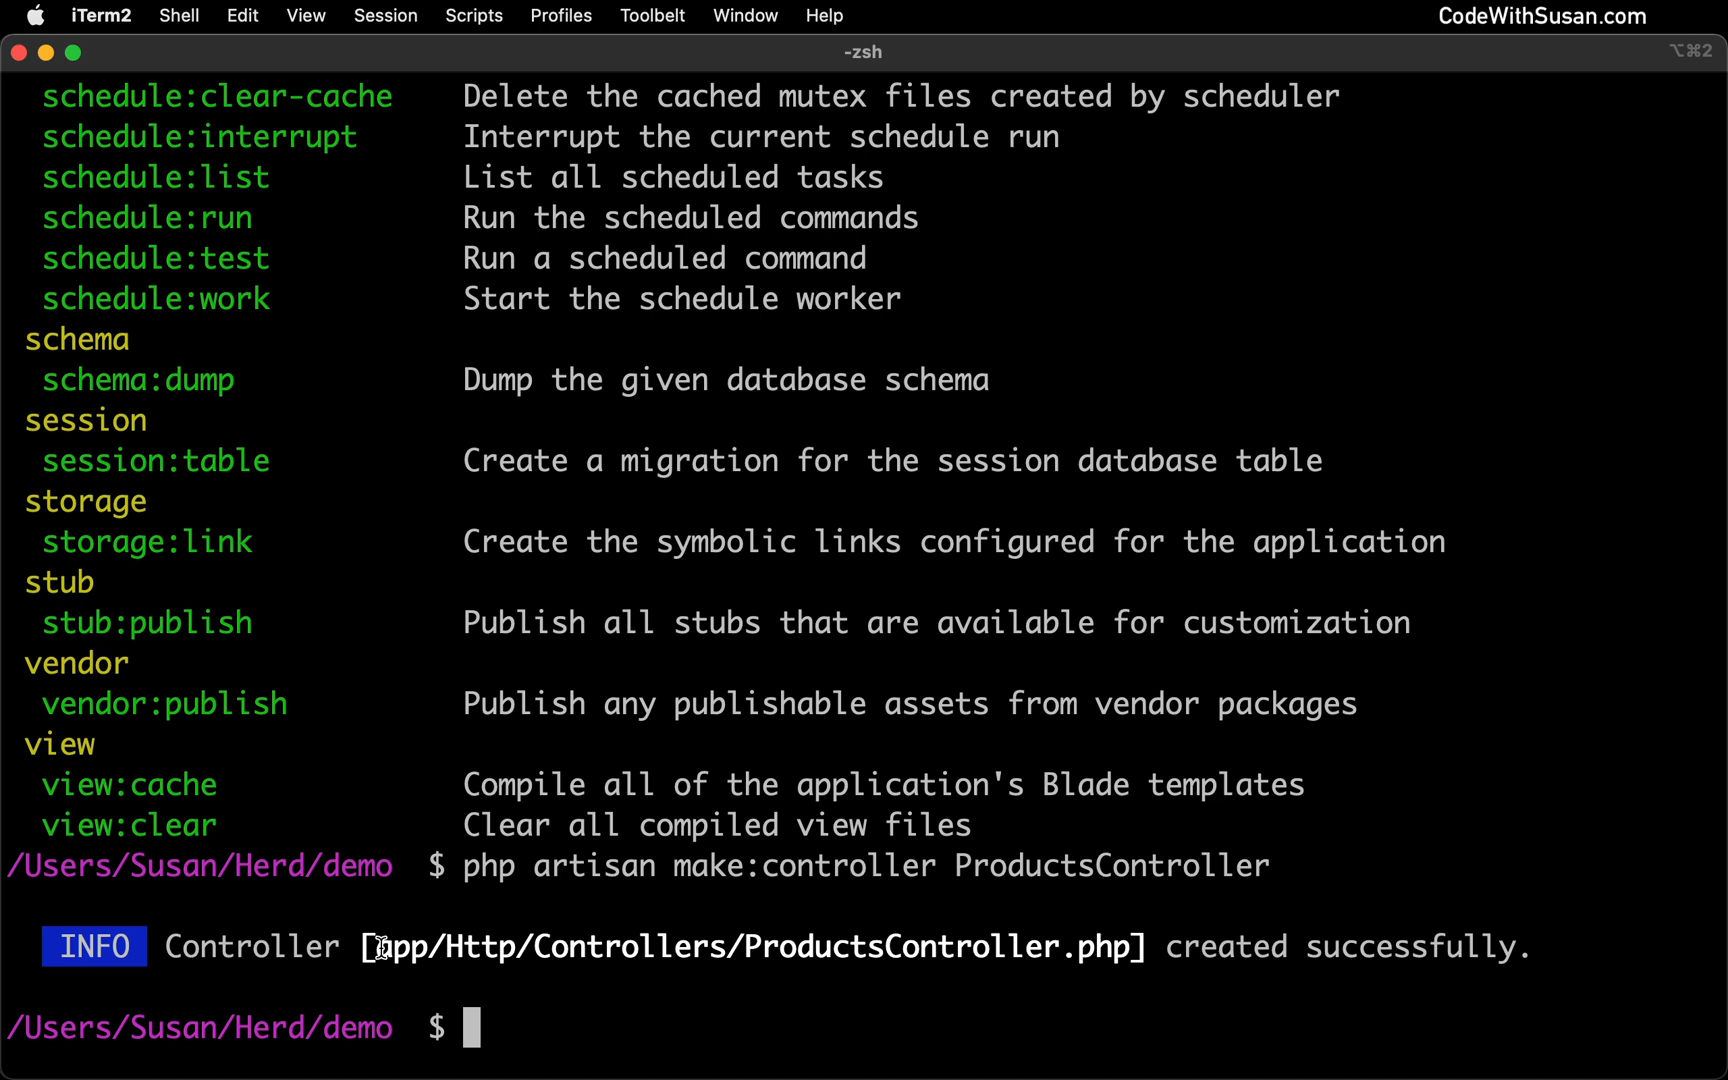 iTerm2 Shell Edit View Session Scripts Profiles Toolbelt Window Help CodeWithSusan.com
-zsh ⌥⌘2
schedule:clear-cache Delete the cached mutex files created by scheduler
schedule:interrupt Interrupt the current schedule run
schedule:list List all scheduled tasks
schedule:run Run the scheduled commands
schedule:test Run a scheduled command
schedule:work Start the schedule worker
schema
schema:dump Dump the given database schema
session
session:table Create a migration for the session database table
storage
storage:link Create the symbolic links configured for the application
stub
stub:publish Publish all stubs that are available for customization
vendor
vendor:publish Publish any publishable assets from vendor packages
view
view:cache Compile all of the application's Blade templates
view:clear Clear all compiled view files
/Users/Susan/Herd/demo $ php artisan make:controller ProductsController
INFO Controller [app/Http/Controllers/ProductsController.php] created successfully.
/Users/Susan/Herd/demo $